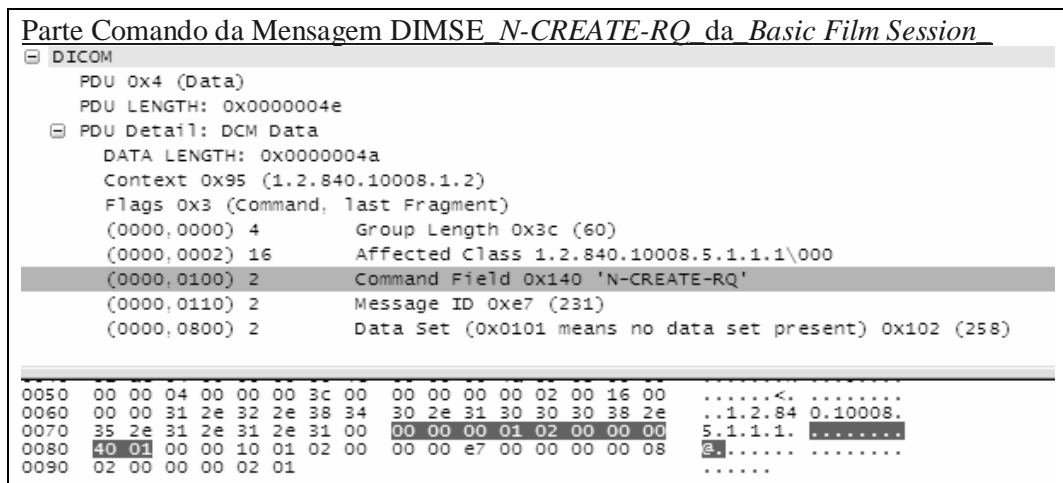 Parte Comando da Mensagem DIMSE_N-CREATE-RQ_da_Basic Film Session_
DICOM
PDU 0x4 (Data)
PDU LENGTH: 0x0000004e
PDU Detail: DCM Data
DATA LENGTH: 0x0000004a
Context 0x95 (1.2.840.10008.1.2)
Flags 0x3 (Command, last Fragment)
(0000,0000) 4 Group Length 0x3c (60)
(0000,0002) 16 Affected Class 1.2.840.10008.5.1.1.1\000
(0000,0100) 2 Command Field 0x140 'N-CREATE-RQ'
(0000,0110) 2 Message ID 0xe7 (231)
(0000,0800) 2 Data Set (0x0101 means no data set present) 0x102 (258)
0050 00 00 04 00 00 00 3c 00 00 00 00 00 02 00 16 00 ......<. ........
0060 00 00 31 2e 32 2e 38 34 30 2e 31 30 30 30 38 2e ..1.2.84 0.10008.
0070 35 2e 31 2e 31 2e 31 00 00 00 00 01 02 00 00 00 5.1.1.1. ........
0080 40 01 00 00 10 01 02 00 00 00 e7 00 00 00 00 08 @....... ........
0090 02 00 00 00 02 01 ......